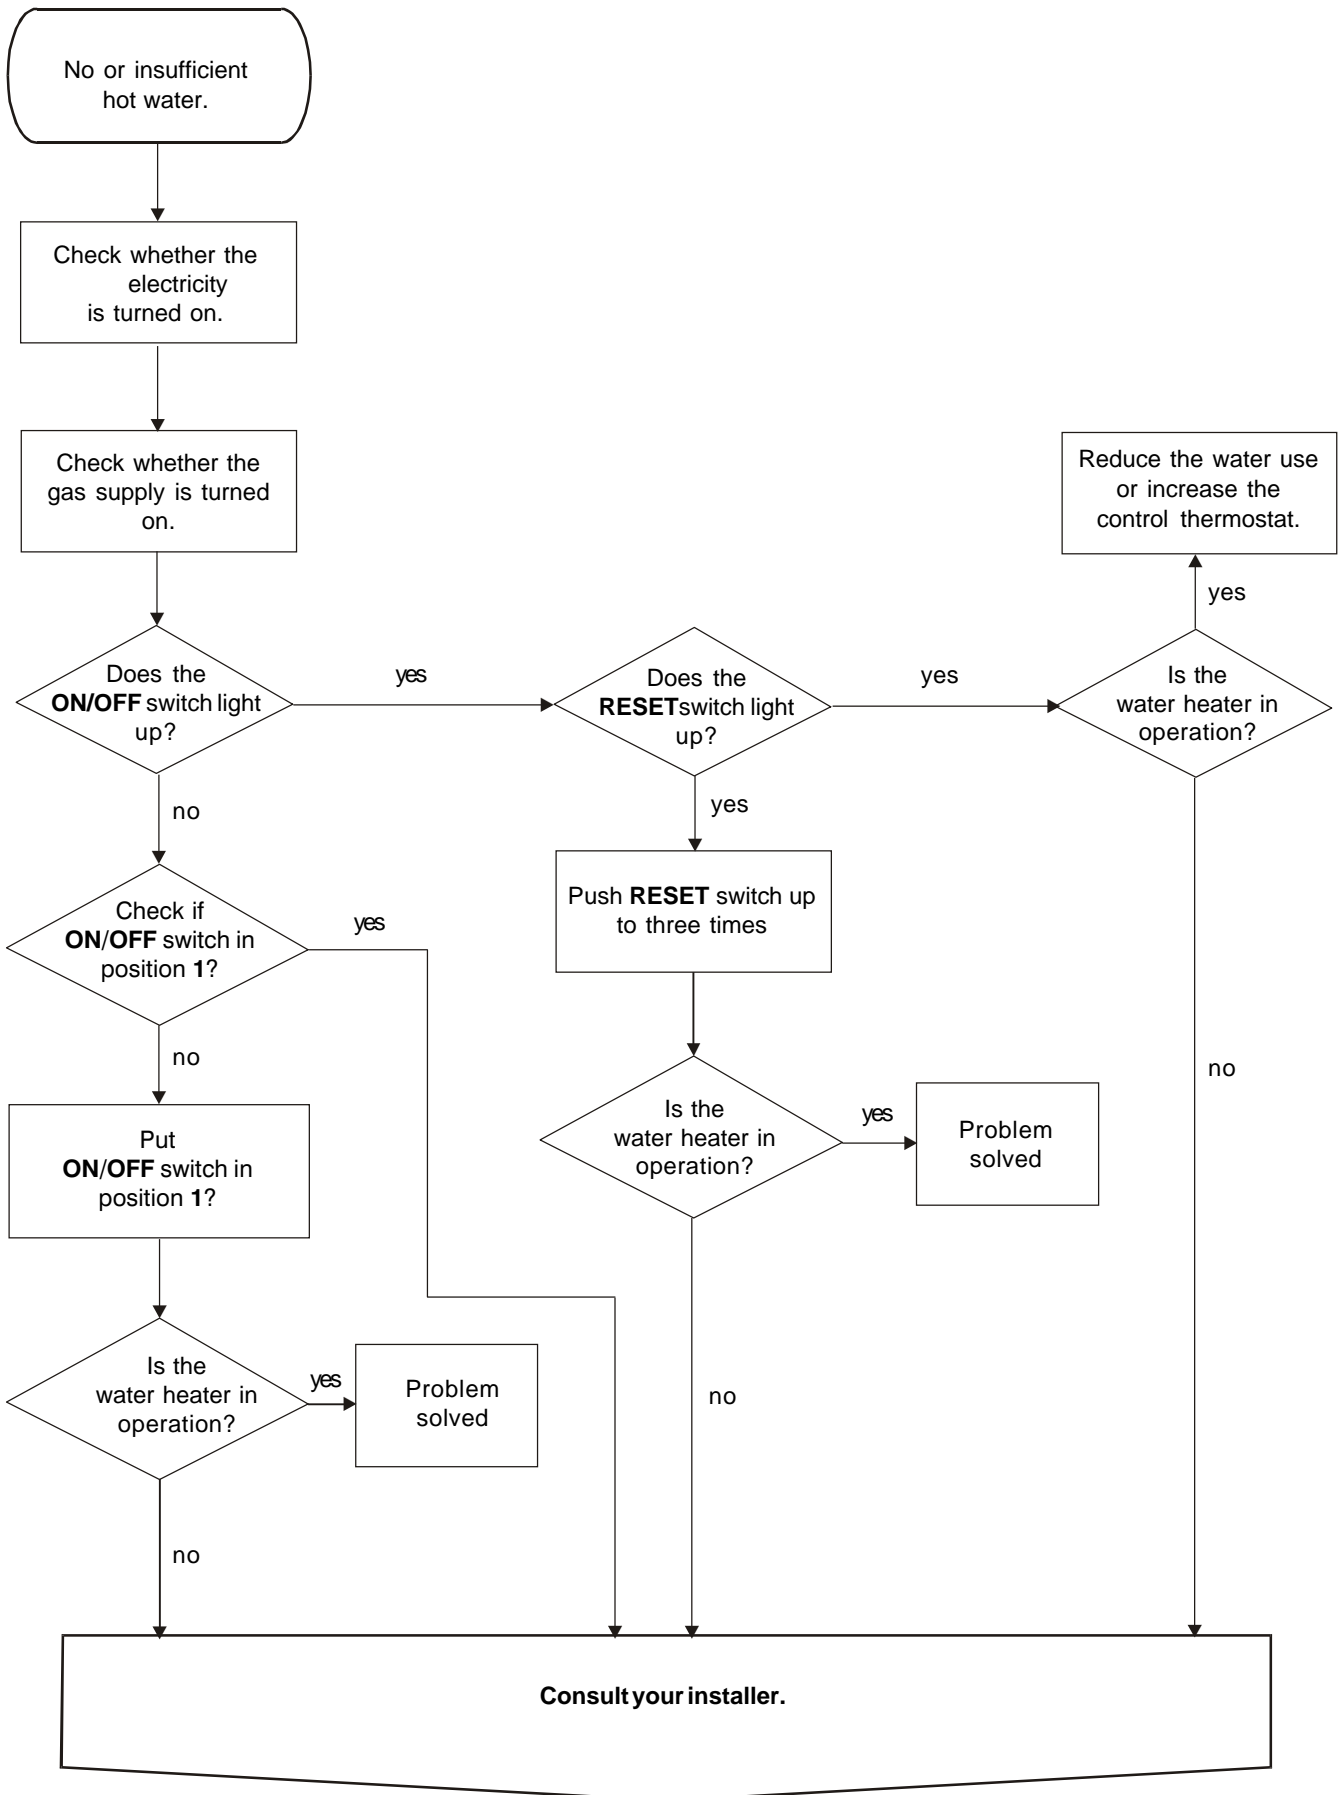 No or insufficient
hot water.
Check whether the
electricity
is turned on.
Check whether the
gas supply is turned
on.
Reduce the water use
or increase the
control thermostat.
yes
Does the
ON/OFF switch light
up?
yes
Does the
RESET switch light
up?
yes
Is the
water heater in
operation?
no
yes
Check if
ON/OFF switch in
position 1?
yes
Push RESET switch up
to three times
no
no
Put
ON/OFF switch in
position 1?
Is the
water heater in
operation?
yes
Problem
solved
Is the
water heater in
operation?
yes
Problem
solved
no
no
Consult your installer.